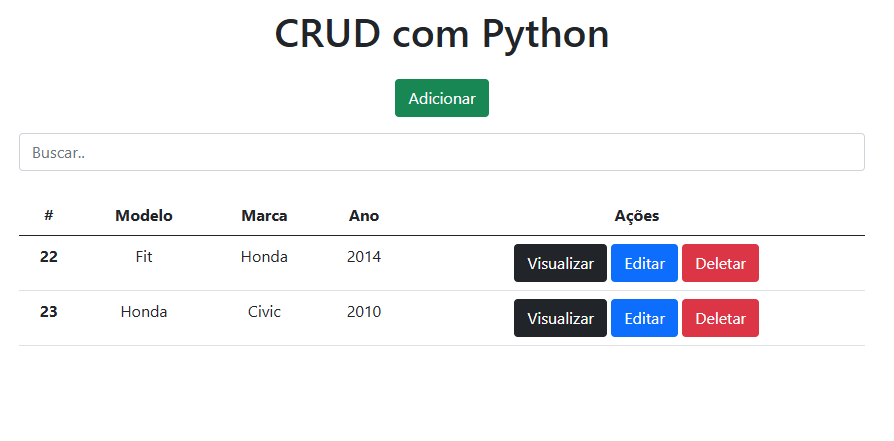 CRUD com Python
Adicionar
Buscar..
# Modelo Marca Ano Ações
22 Fit Honda 2014 Visualizar Editar Deletar
23 Honda Civic 2010 Visualizar Editar Deletar